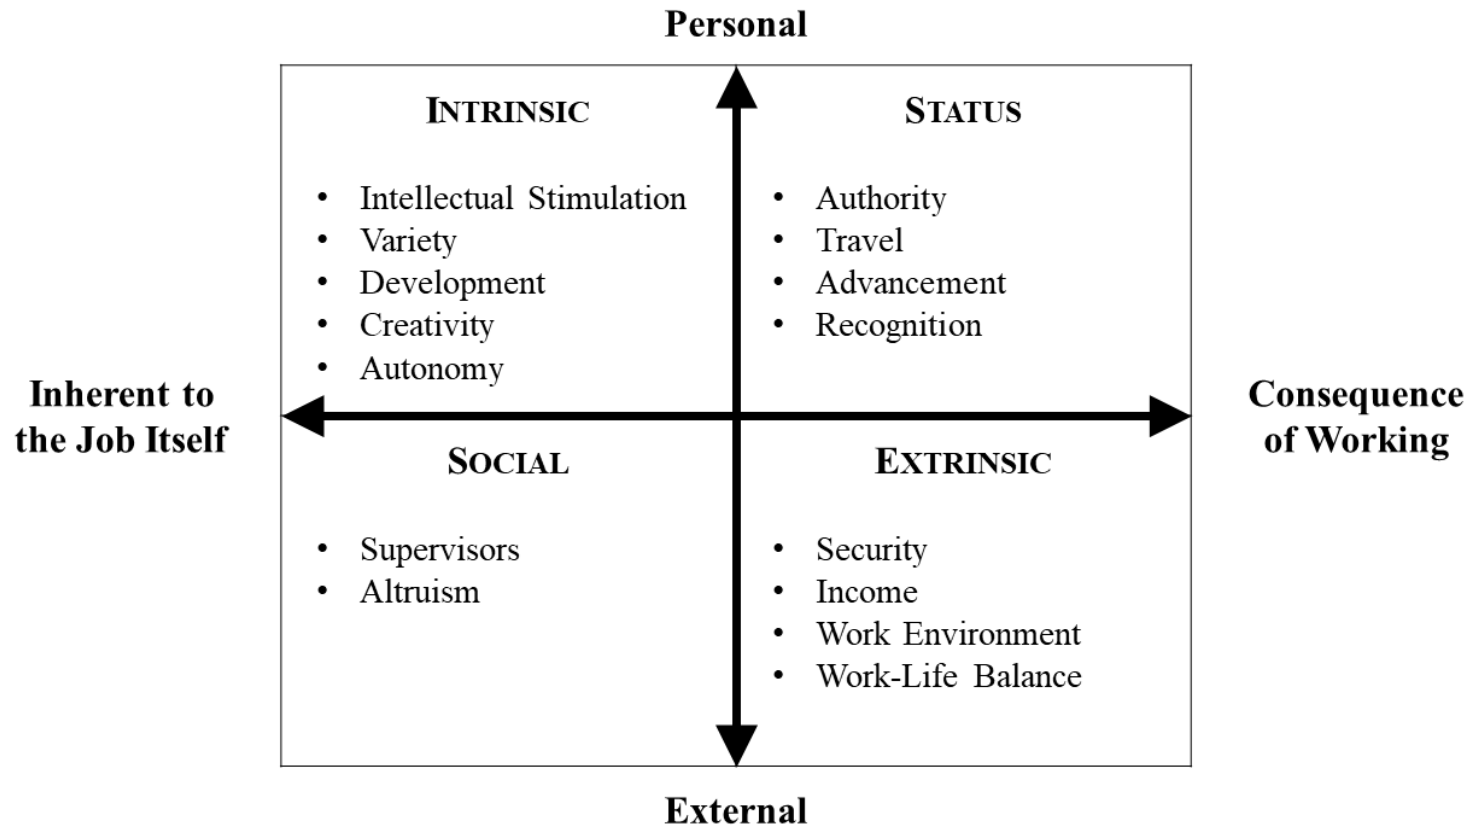 Personal
INTRINSIC
• Intellectual Stimulation
• Variety
• Development
• Creativity
• Autonomy
STATUS
• Authority
• Travel
• Advancement
• Recognition
Inherent to
the Job Itself
Consequence
of Working
SOCIAL
• Supervisors
• Altruism
EXTRINSIC
• Security
• Income
• Work Environment
• Work-Life Balance
External